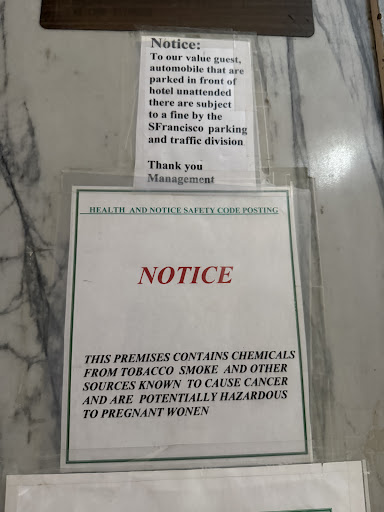 Notice:
To our value guest,
automobile that are
parked in front of
hotel unattended
there are subject
to a fine by the
SFrancisco parking
and traffic division
Thank you
Management
HEALTH AND NOTICE SAFETY CODE POSTING
NOTICE
THIS PREMISES CONTAINS CHEMICALS
FROM TOBACCO SMOKE AND OTHER
SOURCES KNOWN TO CAUSE CANCER
AND ARE POTENTIALLY HAZARDOUS
TO PREGNANT WONEN